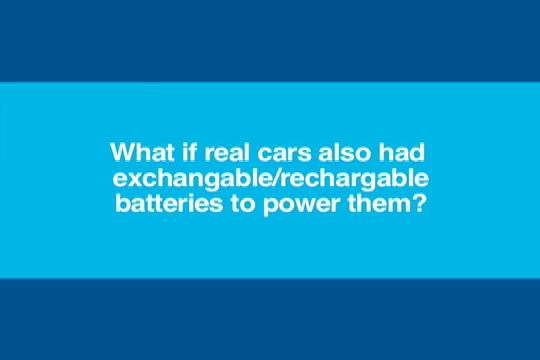 What if real cars also had
exchangable/rechargable
batteries to power them?